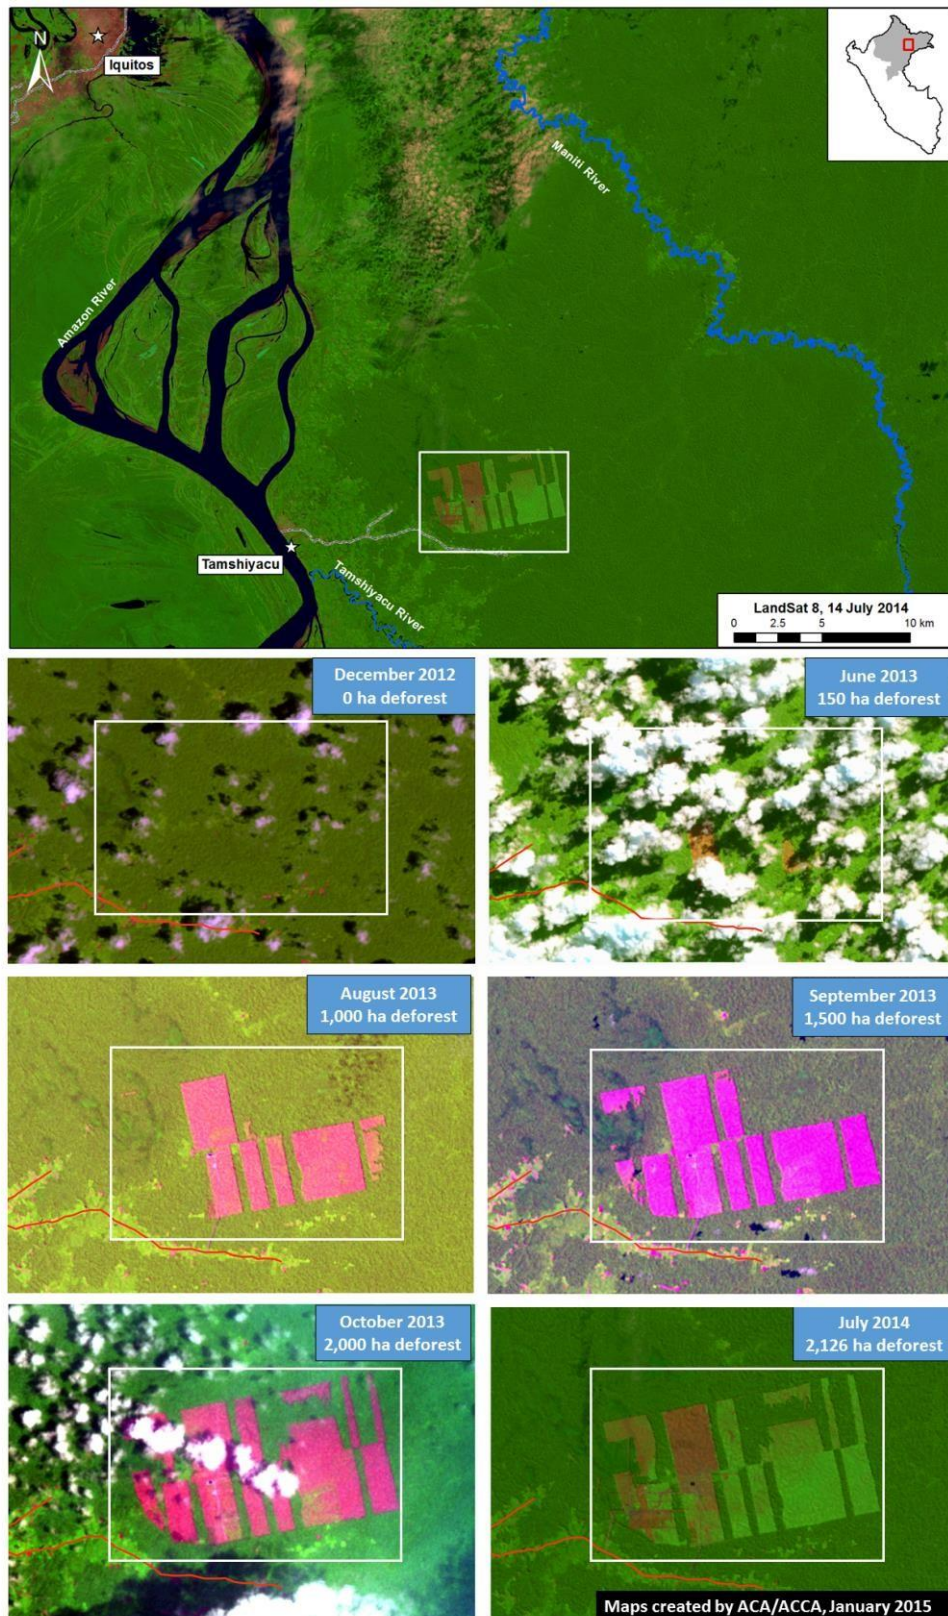 N
Iquitos
Maniti River
Amazon River
Tamshiyacu
Tamshiyacu River
LandSat 8, 14 July 2014
0 2.5 5 10 km
December 2012
0 ha deforest
June 2013
150 ha deforest
August 2013
1,000 ha deforest
September 2013
1,500 ha deforest
October 2013
2,000 ha deforest
July 2014
2,126 ha deforest
Maps created by ACA/ACCA, January 2015